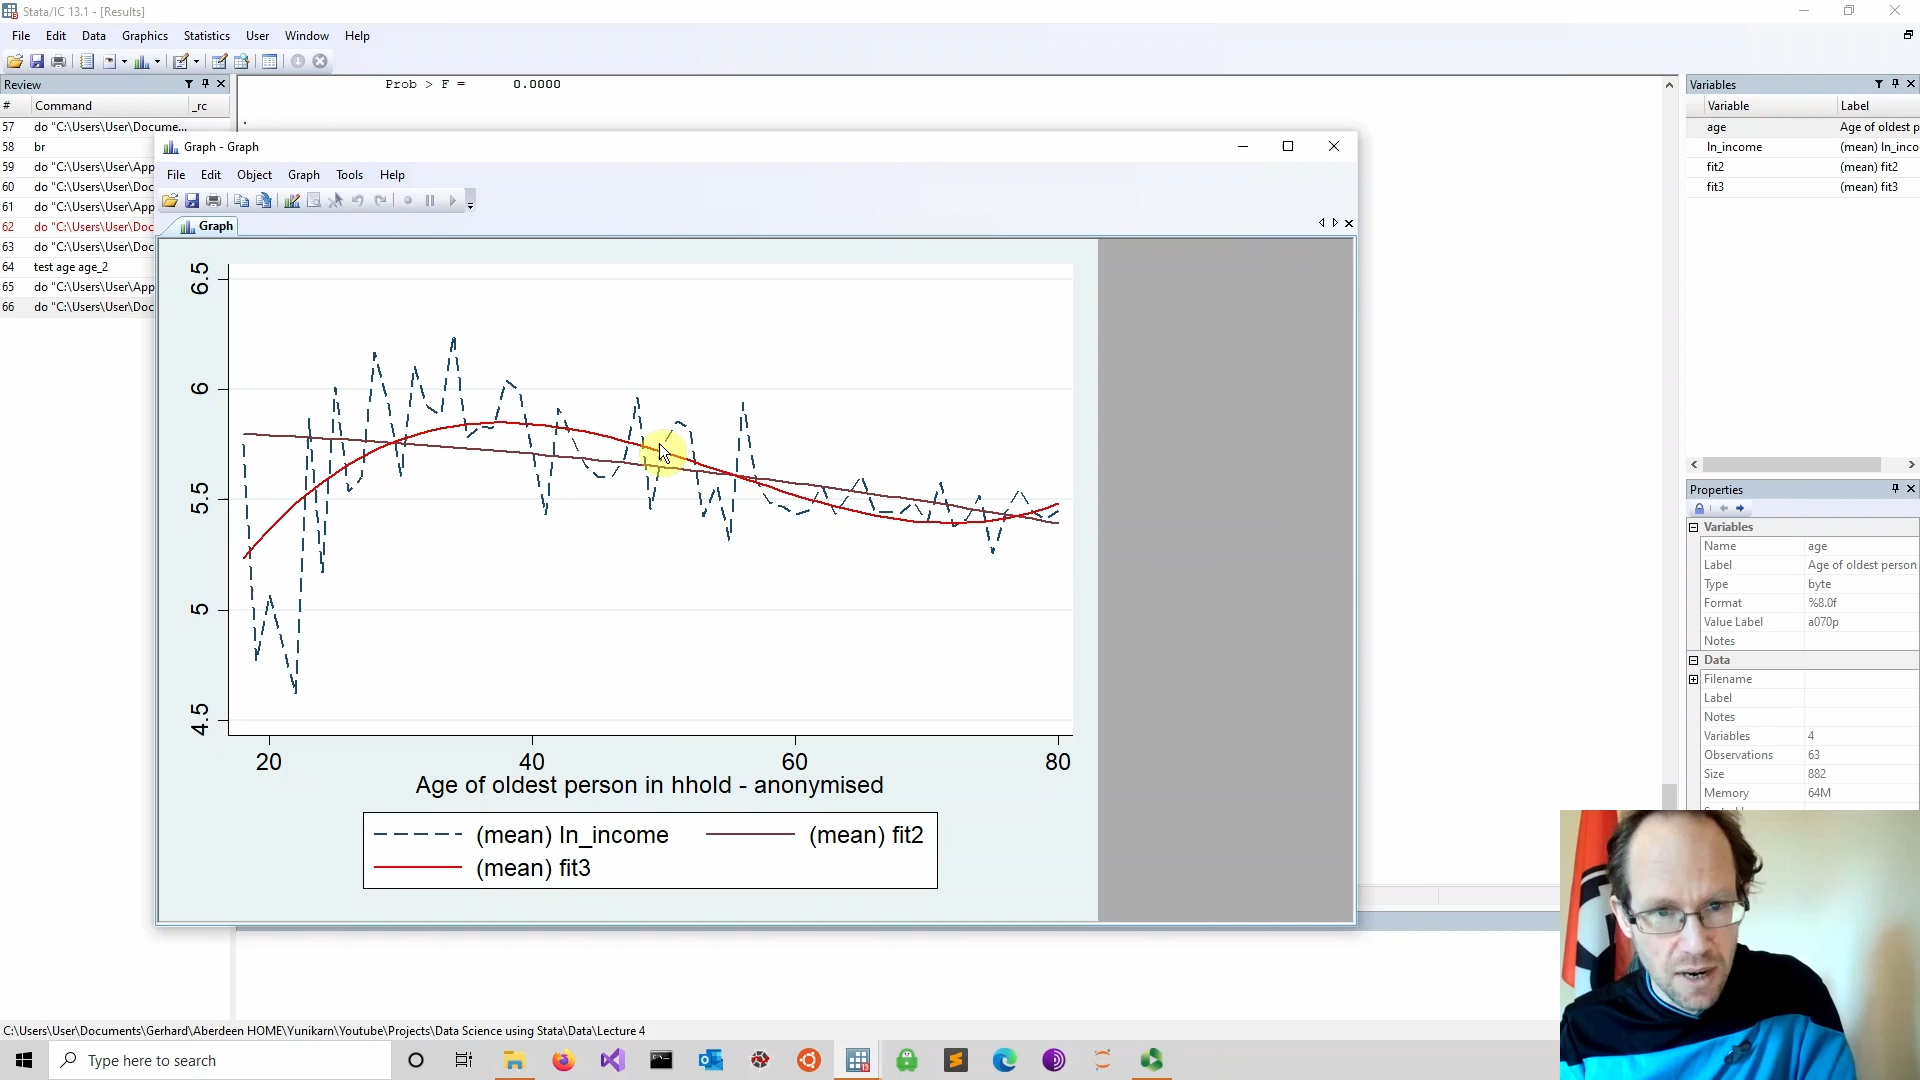 Stata/IC 13.1 - [Results]
File Edit Data Graphics Statistics User Window Help
Review
# Command _rc
57 do "C:\Users\User\Docume...
58 br
59 do "C:\Users\User\App
60 do "C:\Users\User\Doc
61 do "C:\Users\User\App
62 do "C:\Users\User\Doc
63 do "C:\Users\User\Doc
64 test age age_2
65 do "C:\Users\User\App
66 do "C:\Users\User\Doc
Prob > F = 0.0000
.
Graph - Graph
File Edit Object Graph Tools Help
Graph
6.5
6
5.5
5
4.5
20 40 60 80
Age of oldest person in hhold - anonymised
(mean) ln_income (mean) fit2
(mean) fit3
Variables
Variable Label
age Age of oldest p
ln_income (mean) ln_inco
fit2 (mean) fit2
fit3 (mean) fit3
Properties
Variables
Name age
Label Age of oldest person
Type byte
Format %8.0f
Value Label a070p
Notes
Data
Filename
Label
Notes
Variables 4
Observations 63
Size 882
Memory 64M
C:\Users\User\Documents\Gerhard\Aberdeen HOME\Yunikarn\Youtube\Projects\Data Science using Stata\Data\Lecture 4
Type here to search